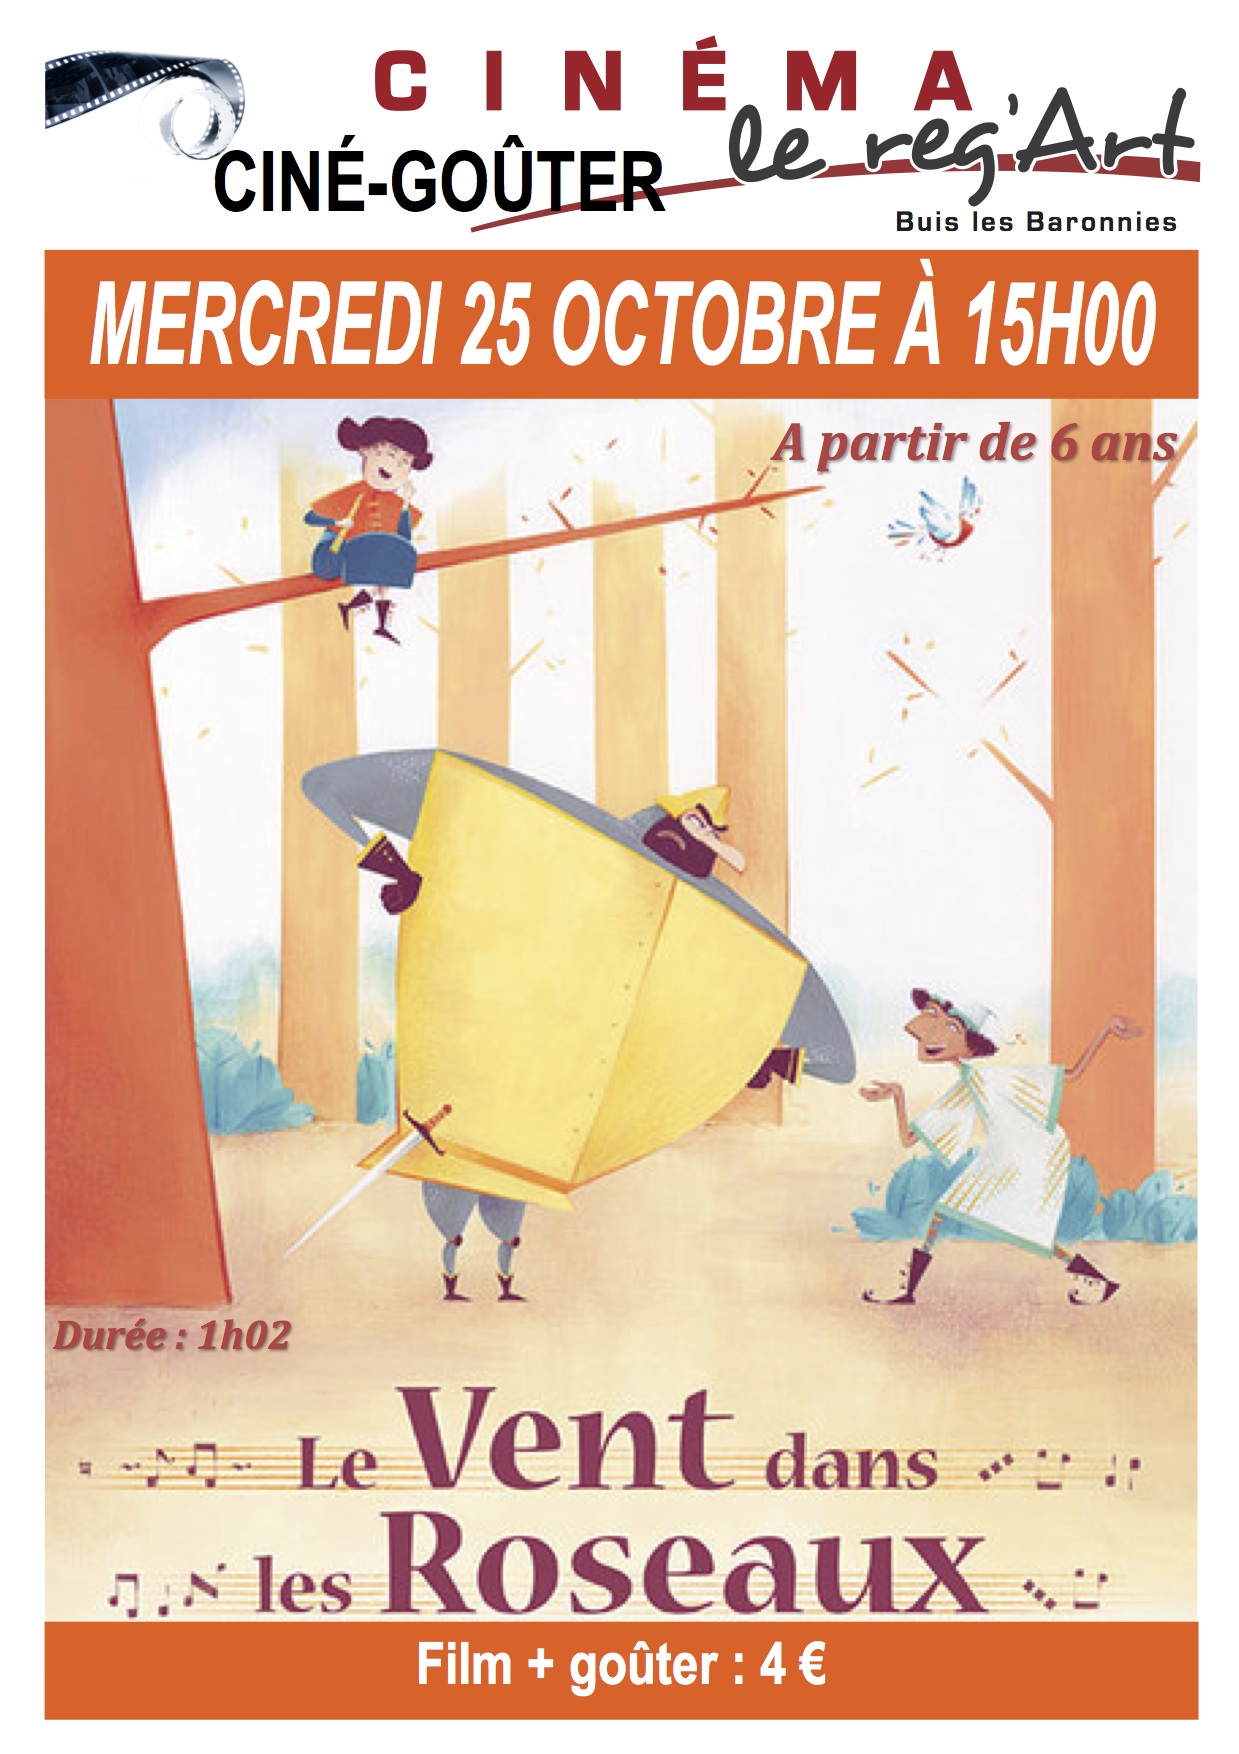 CINÉMA
le reg'Art
CINÉ-GOÛTER
Buis les Baronnies
MERCREDI 25 OCTOBRE À 15H00
A partir de 6 ans
Durée : 1h02
Le Vent dans
les Roseaux
Film + goûter : 4 €